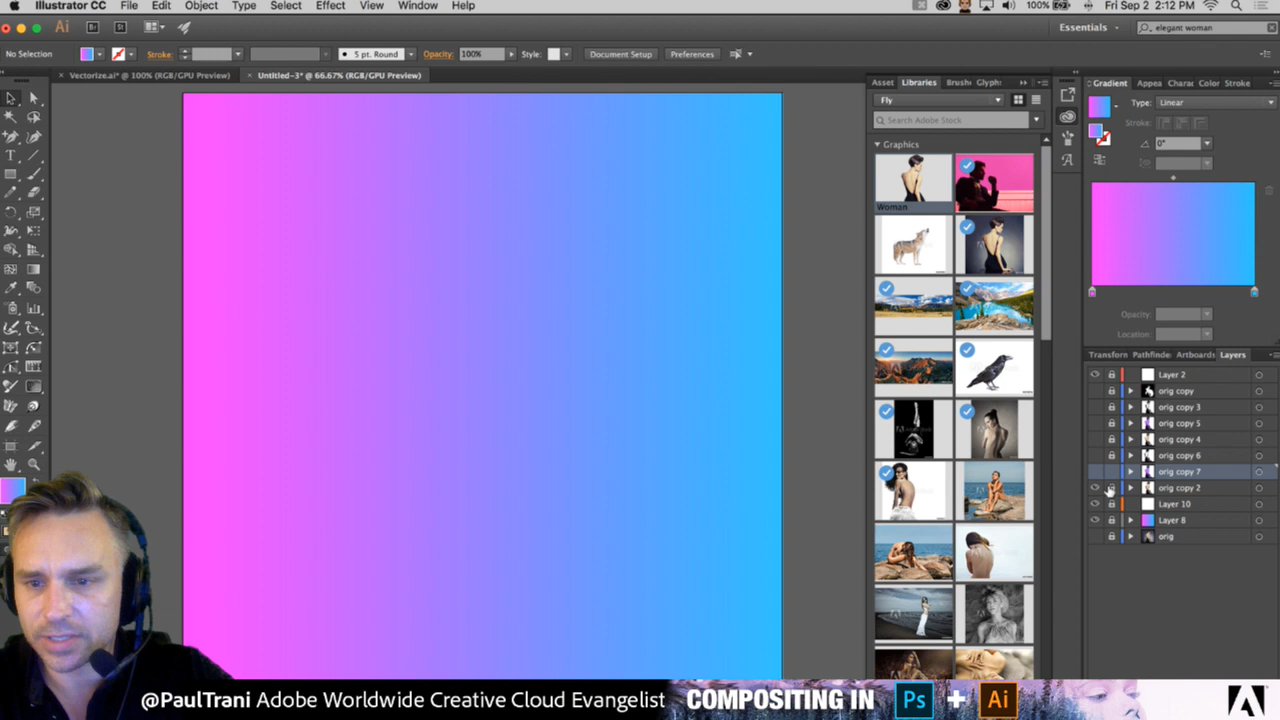 Illustrator CC File Edit Object Type Select Effect View Window Help
100% Fri Sep 2 2:12 PM
Ai Br St Essentials elegant woman
No Selection Stroke: 5 pt. Round Opacity: 100% Style: Document Setup Preferences
× Vectorize.ai* @ 100% (RGB/GPU Preview) × Untitled-3* @ 66.67% (RGB/GPU Preview)
Asset Libraries Brush Glyph
Fly
Search Adobe Stock
Graphics
Woman
Gradient Appea Charac Color Stroke
Type: Linear
Stroke:
0°
Opacity:
Location:
Transform Pathfinde Artboards Layers
Layer 2
orig copy
orig copy 3
orig copy 5
orig copy 4
orig copy 6
orig copy 7
orig copy 2
Layer 10
Layer 8
orig
@PaulTrani Adobe Worldwide Creative Cloud Evangelist COMPOSITING IN Ps + Ai